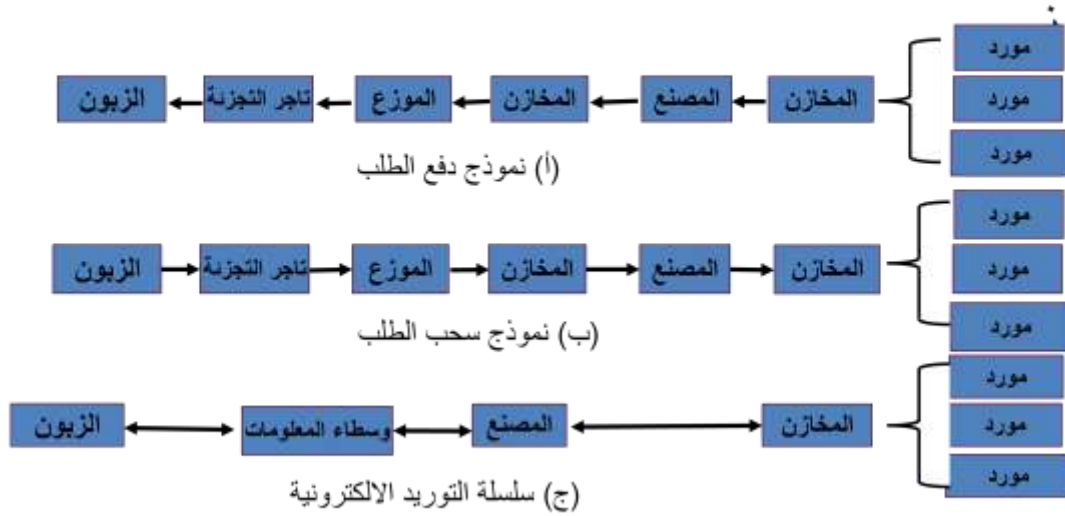 مورد
مورد
مورد
المخازن
المصنع
المخازن
الموزع
تاجر التجزئة
الزبون
(أ) نموذج دفع الطلب
مورد
مورد
مورد
المخازن
المصنع
المخازن
الموزع
تاجر التجزئة
الزبون
(ب) نموذج سحب الطلب
مورد
مورد
مورد
المخازن
المصنع
وسطاء المعلومات
الزبون
(ج) سلسلة التوريد الالكترونية